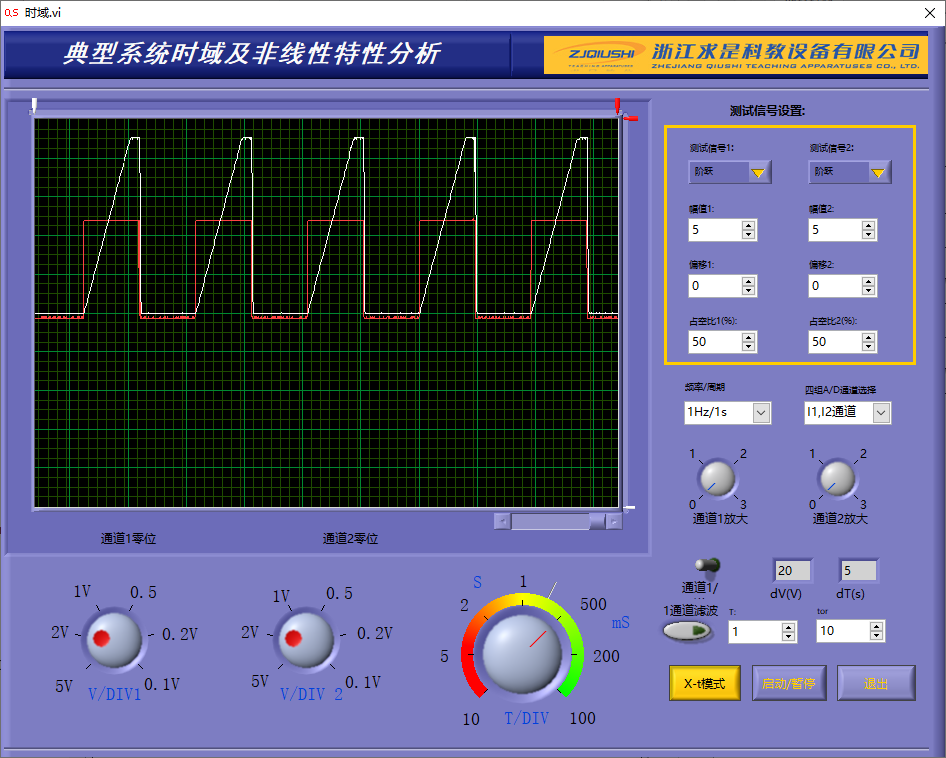 时域.vi
典型系统时域及非线性特性分析
ZJQIUSHI
浙江求是科教设备有限公司
TEACHING APPARATUSES
ZHEJIANG QIUSHI TEACHING APPARATUSES CO., LTD.
测试信号设置:
测试信号1: 测试信号2:
阶跃 阶跃
幅值1: 幅值2:
5 5
偏移1: 偏移2:
0 0
占空比1(%): 占空比2(%):
50 50
频率/周期 四组A/D通道选择
1Hz/1s I1,I2通道
1 2 1 2
0 3 0 3
通道1放大 通道2放大
通道1零位 通道2零位
1V 0.5
2V 0.2V
5V 0.1V
V/DIV1
1V 0.5
2V 0.2V
5V 0.1V
V/DIV 2
S 1
2 500
mS
5 200
10 T/DIV 100
通道1/
20 5
dV(V) dT(s)
1通道滤波 T: tor
1 10
X-t模式 启动/暂停 退出